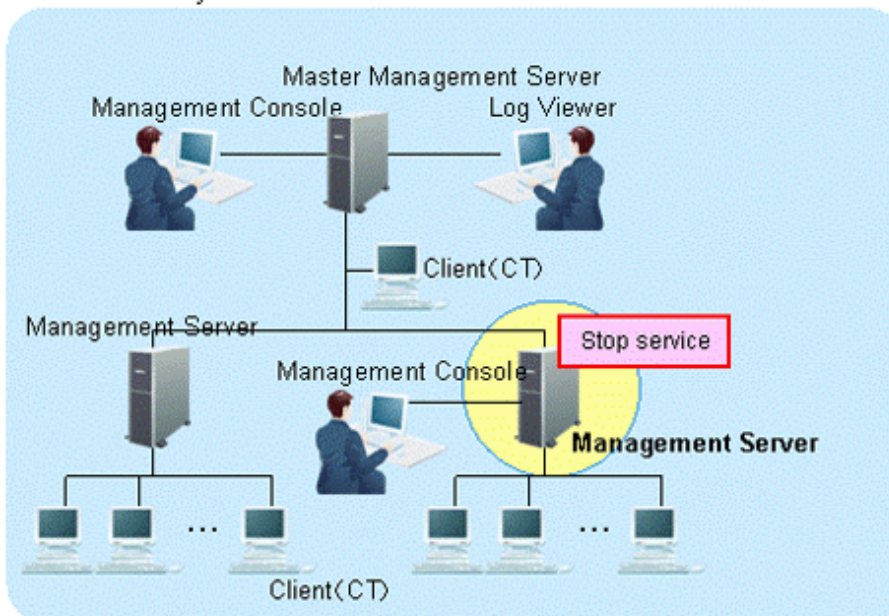 Master Management Server
Management Console
Log Viewer
Client(CT)
Management Server
Stop service
Management Console
Management Server
...
...
Client(CT)